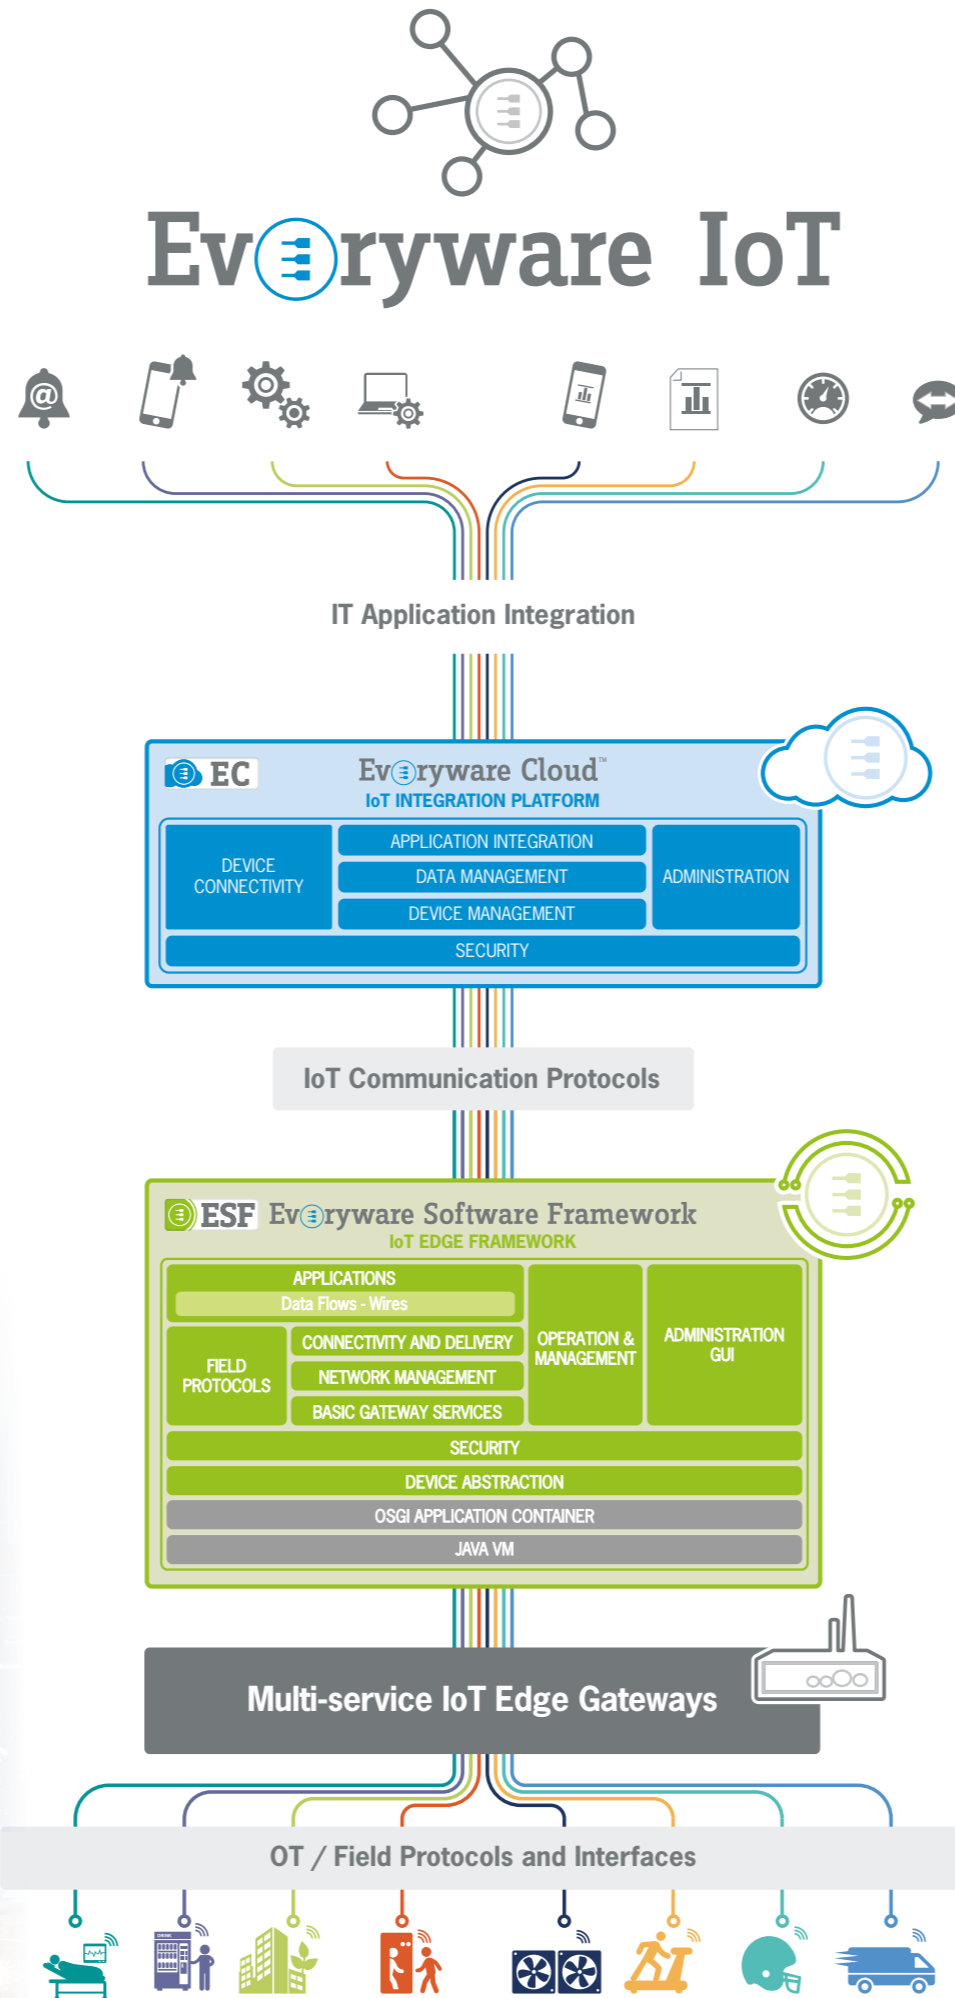 Everyware IoT
@
IT Application Integration
EC
Everyware Cloud™
IoT INTEGRATION PLATFORM
DEVICE
CONNECTIVITY
APPLICATION INTEGRATION
DATA MANAGEMENT
DEVICE MANAGEMENT
ADMINISTRATION
SECURITY
IoT Communication Protocols
ESF
Everyware Software Framework
IoT EDGE FRAMEWORK
APPLICATIONS
Data Flows - Wires
FIELD
PROTOCOLS
CONNECTIVITY AND DELIVERY
NETWORK MANAGEMENT
BASIC GATEWAY SERVICES
OPERATION &
MANAGEMENT
ADMINISTRATION
GUI
SECURITY
DEVICE ABSTRACTION
OSGI APPLICATION CONTAINER
JAVA VM
Multi-service IoT Edge Gateways
OT / Field Protocols and Interfaces
DRINK